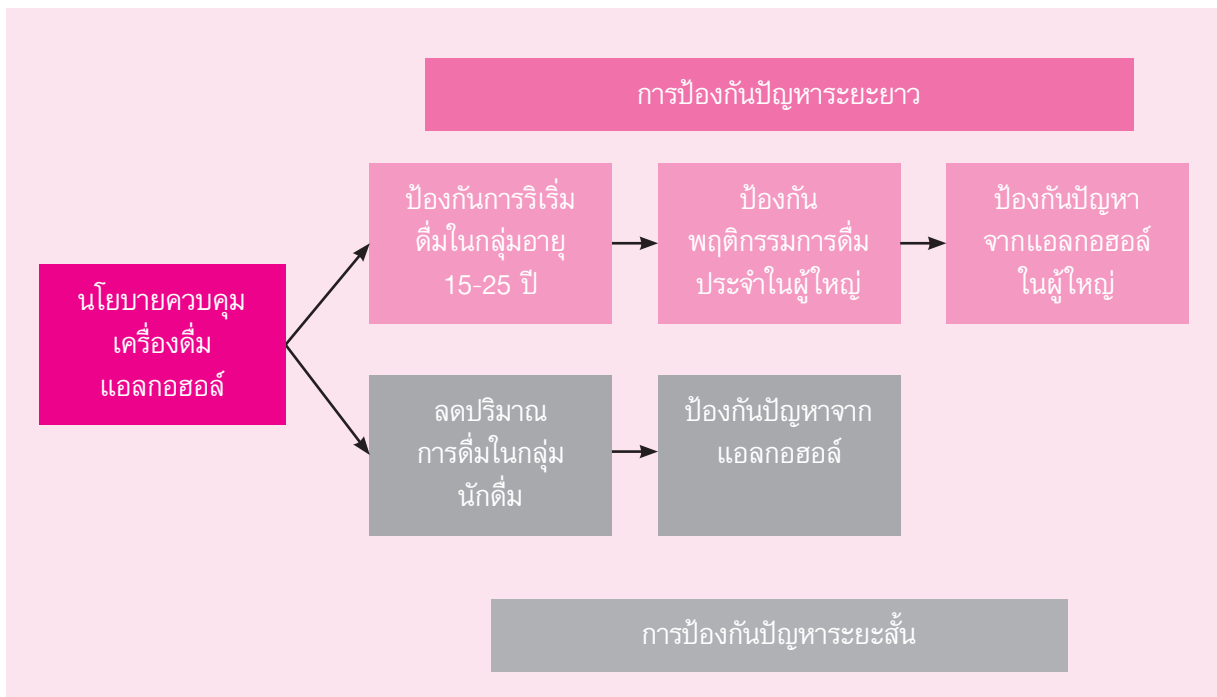 การป้องกันปัญหาระยะยาว
นโยบายควบคุม
เครื่องดื่ม
แอลกอฮอล์
ป้องกันการริเริ่ม
ดื่มในกลุ่มอายุ
15-25 ปี
ป้องกัน
พฤติกรรมการดื่ม
ประจำในผู้ใหญ่
ป้องกันปัญหา
จากแอลกอฮอล์
ในผู้ใหญ่
ลดปริมาณ
การดื่มในกลุ่ม
นักดื่ม
ป้องกันปัญหาจาก
แอลกอฮอล์
การป้องกันปัญหาระยะสั้น